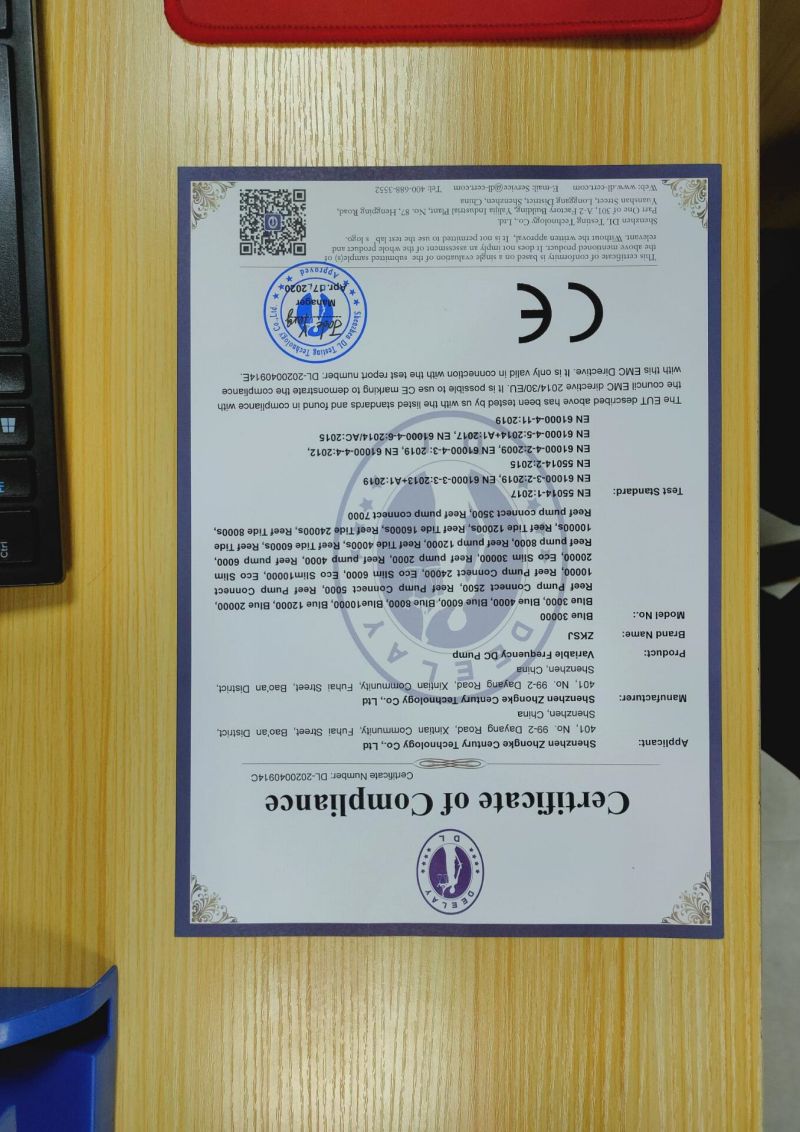 DEELAY
DL
Certificate of Compliance
Certificate Number: DL-2020040914C
Applicant: Shenzhen Zhongke Century Technology Co., Ltd
401, No. 99-2 Dayang Road, Xintian Community, Fuhai Street, Bao'an District,
Shenzhen, China
Manufacturer: Shenzhen Zhongke Century Technology Co., Ltd
401, No. 99-2 Dayang Road, Xintian Community, Fuhai Street, Bao'an District,
Shenzhen, China
Product: Variable Frequency DC Pump
Brand Name: ZKSJ
Model No.: Blue 30000
Blue 3000, Blue 4000, Blue 6000, Blue 8000, Blue10000, Blue 12000, Blue 20000,
Reef Pump Connect 2500, Reef Pump Connect 5000, Reef Pump Connect
10000, Reef Pump Connect 24000, Eco Slim 6000, Eco Sliim10000, Eco Slim
20000, Eco Slim 30000, Reef pump 2000, Reef pump 4000, Reef pump 6000,
Reef pump 8000, Reef pump 12000, Reef Tide 4000s, Reef Tide 6000s, Reef Tide
10000s, Reef Tide 12000s, Reef Tide 16000s, Reef Tide 24000s, Reef Tide 8000s,
Reef pump connect 3500, Reef pump connect 7000
Test Standard: EN 55014-1:2017
EN 61000-3-2:2019, EN 61000-3-3:2013+A1:2019
EN 55014-2:2015
EN 61000-4-2:2009, EN 61000-4-3: 2019, EN 61000-4-4:2012,
EN 61000-4-5:2014+A1:2017, EN 61000-4-6:2014/AC:2015
EN 61000-4-11:2019
The EUT described above has been tested by us with the listed standards and found in compliance with
the council EMC directive 2014/30/EU. It is possible to use CE marking to demonstrate the compliance
with this EMC Directive. It is only valid in connection with the test report number: DL-2020040914E.
CE
Shenzhen DL Testing Technology Co., Ltd
Manager
Apr. 07, 2020
Approved
This certificate of conformity is based on a single evaluation of the submitted sample(s) of
the above mentioned product. It does not imply an assessment of the whole product and
relevant. Without the written approval, It is not permitted to use the test lab's logo.
Shenzhen DL Testing Technology Co., Ltd.
Part One of 301, A-2 Factory Building, Yuijia Industrial Plant, No. 87, Hengping Road,
Yuanshan Street, Longgang District, Shenzhen, China
Web: www.dl-cert.com E-mail: Service@dl-cert.com Tel: 400-688-3552
DEELAY
DL
Ctrl